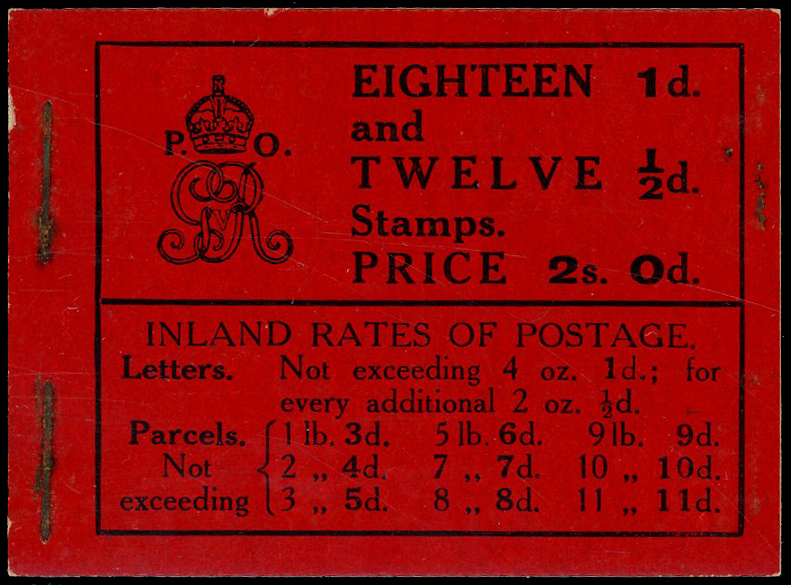 EIGHTEEN 1d.
and
P. O.
TWELVE ½d.
GvR
Stamps.
PRICE 2s. 0d.
INLAND RATES OF POSTAGE.
Letters. Not exceeding 4 oz. 1d.; for
every additional 2 oz. ½d.
Parcels. { 1 lb. 3d. 5 lb. 6d. 9 lb. 9d.
Not 2 „ 4d. 7 „ 7d. 10 „ 10d.
exceeding 3 „ 5d. 8 „ 8d. 11 „ 11d.